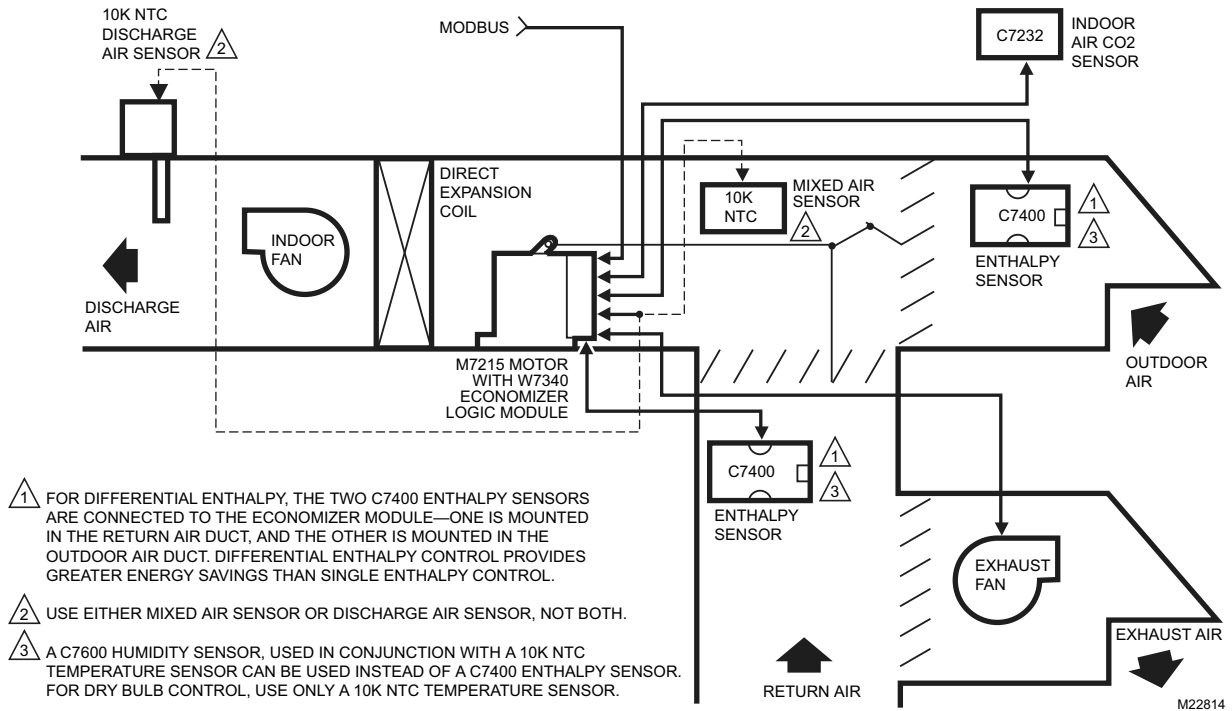 10K NTC
DISCHARGE
AIR SENSOR
2
MODBUS
C7232
INDOOR
AIR CO2
SENSOR
DIRECT
EXPANSION
COIL
10K
NTC
MIXED AIR
SENSOR
2
C7400
1
3
ENTHALPY
SENSOR
INDOOR
FAN
DISCHARGE
AIR
OUTDOOR
AIR
M7215 MOTOR
WITH W7340
ECONOMIZER
LOGIC MODULE
C7400
1
3
ENTHALPY
SENSOR
EXHAUST
FAN
EXHAUST AIR
RETURN AIR
1 FOR DIFFERENTIAL ENTHALPY, THE TWO C7400 ENTHALPY SENSORS
ARE CONNECTED TO THE ECONOMIZER MODULE—ONE IS MOUNTED
IN THE RETURN AIR DUCT, AND THE OTHER IS MOUNTED IN THE
OUTDOOR AIR DUCT. DIFFERENTIAL ENTHALPY CONTROL PROVIDES
GREATER ENERGY SAVINGS THAN SINGLE ENTHALPY CONTROL.
2 USE EITHER MIXED AIR SENSOR OR DISCHARGE AIR SENSOR, NOT BOTH.
3 A C7600 HUMIDITY SENSOR, USED IN CONJUNCTION WITH A 10K NTC
TEMPERATURE SENSOR CAN BE USED INSTEAD OF A C7400 ENTHALPY SENSOR.
FOR DRY BULB CONTROL, USE ONLY A 10K NTC TEMPERATURE SENSOR.
M22814